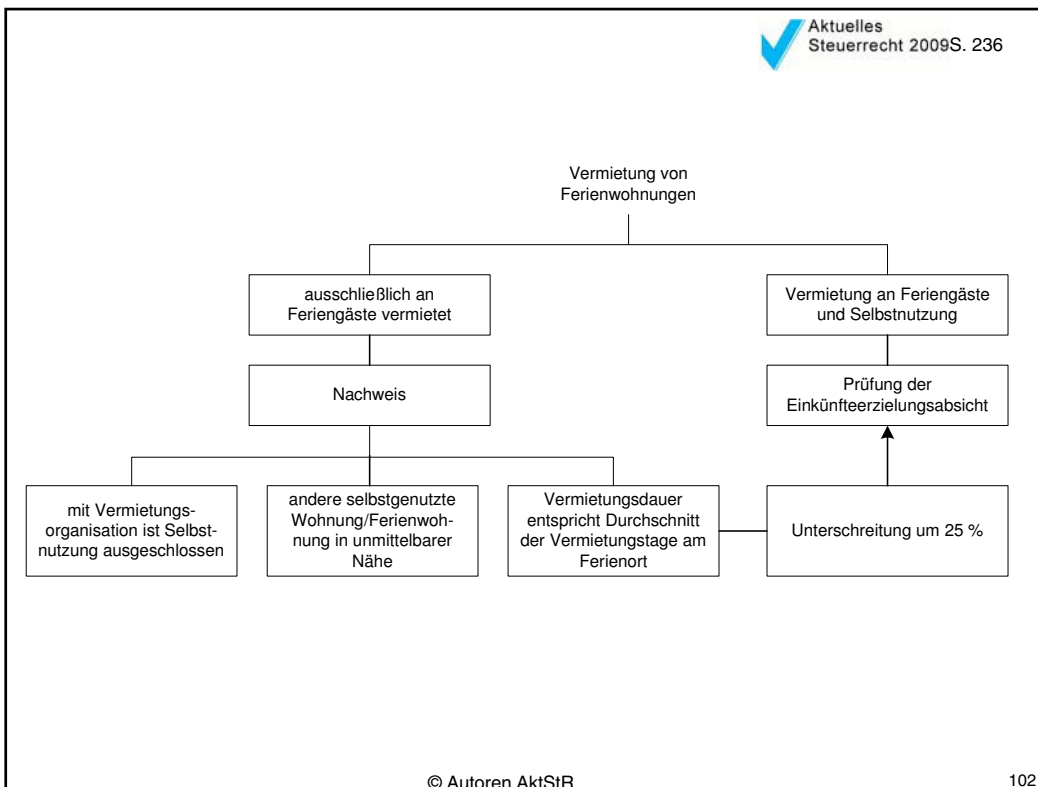 Aktuelles
Steuerrecht 2009S. 236
Vermietung von
Ferienwohnungen
ausschließlich an
Feriengäste vermietet
Vermietung an Feriengäste
und Selbstnutzung
Nachweis
Prüfung der
Einkünfteerzielungsabsicht
mit Vermietungs-
organisation ist Selbst-
nutzung ausgeschlossen
andere selbstgenutzte
Wohnung/Ferienwoh-
nung in unmittelbarer
Nähe
Vermietungsdauer
entspricht Durchschnitt
der Vermietungstage am
Ferienort
Unterschreitung um 25 %
© Autoren AktStR
102